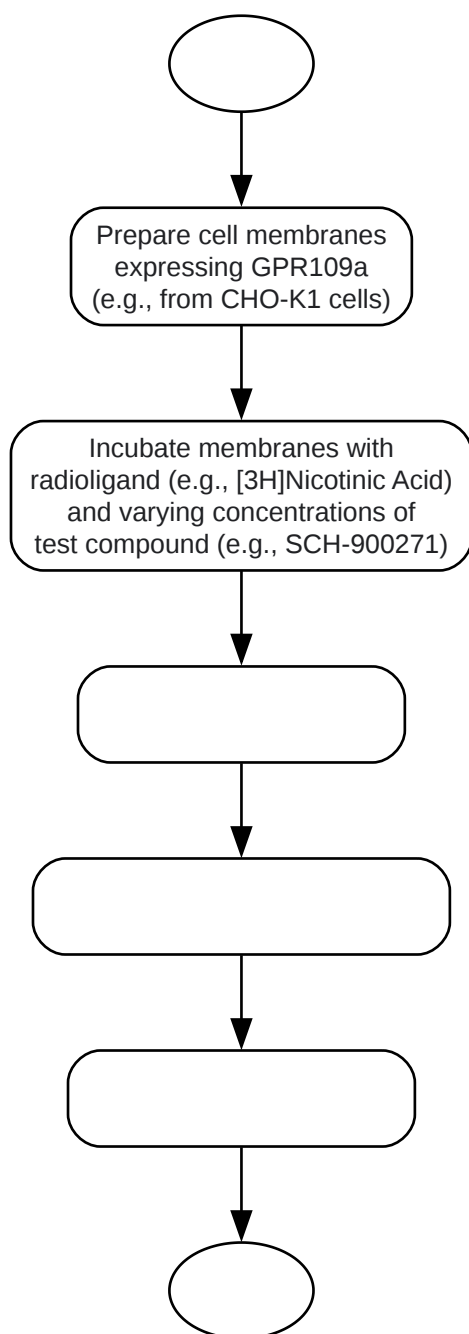 Prepare cell membranes
expressing GPR109a
(e.g., from CHO-K1 cells)
Incubate membranes with
radioligand (e.g., [3H]Nicotinic Acid)
and varying concentrations of
test compound (e.g., SCH-900271)